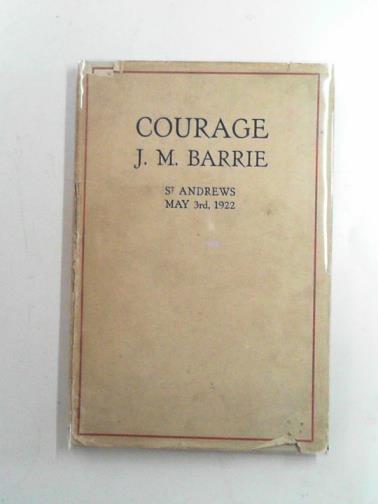 COURAGE
J. M. BARRIE
Sᵀ ANDREWS
MAY 3rd, 1922